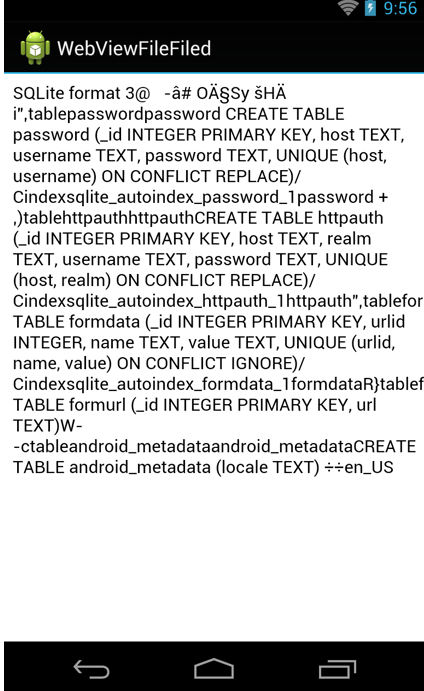 9:56
WebViewFileFiled
SQLite format 3@ -â# OÄ§Sy šHÄ
i",tablepasswordpassword CREATE TABLE
password (_id INTEGER PRIMARY KEY, host TEXT,
username TEXT, password TEXT, UNIQUE (host,
username) ON CONFLICT REPLACE)/
Cindexsqlite_autoindex_password_1password +
,)tablehttpauthhttpauthCREATE TABLE httpauth
(_id INTEGER PRIMARY KEY, host TEXT, realm
TEXT, username TEXT, password TEXT, UNIQUE
(host, realm) ON CONFLICT REPLACE)/
Cindexsqlite_autoindex_httpauth_1httpauth",tablefor
TABLE formdata (_id INTEGER PRIMARY KEY, urlid
INTEGER, name TEXT, value TEXT, UNIQUE (urlid,
name, value) ON CONFLICT IGNORE)/
Cindexsqlite_autoindex_formdata_1formdataR}tablef
TABLE formurl (_id INTEGER PRIMARY KEY, url
TEXT)W-
-ctableandroid_metadataandroid_metadataCREATE
TABLE android_metadata (locale TEXT) ÷÷en_US